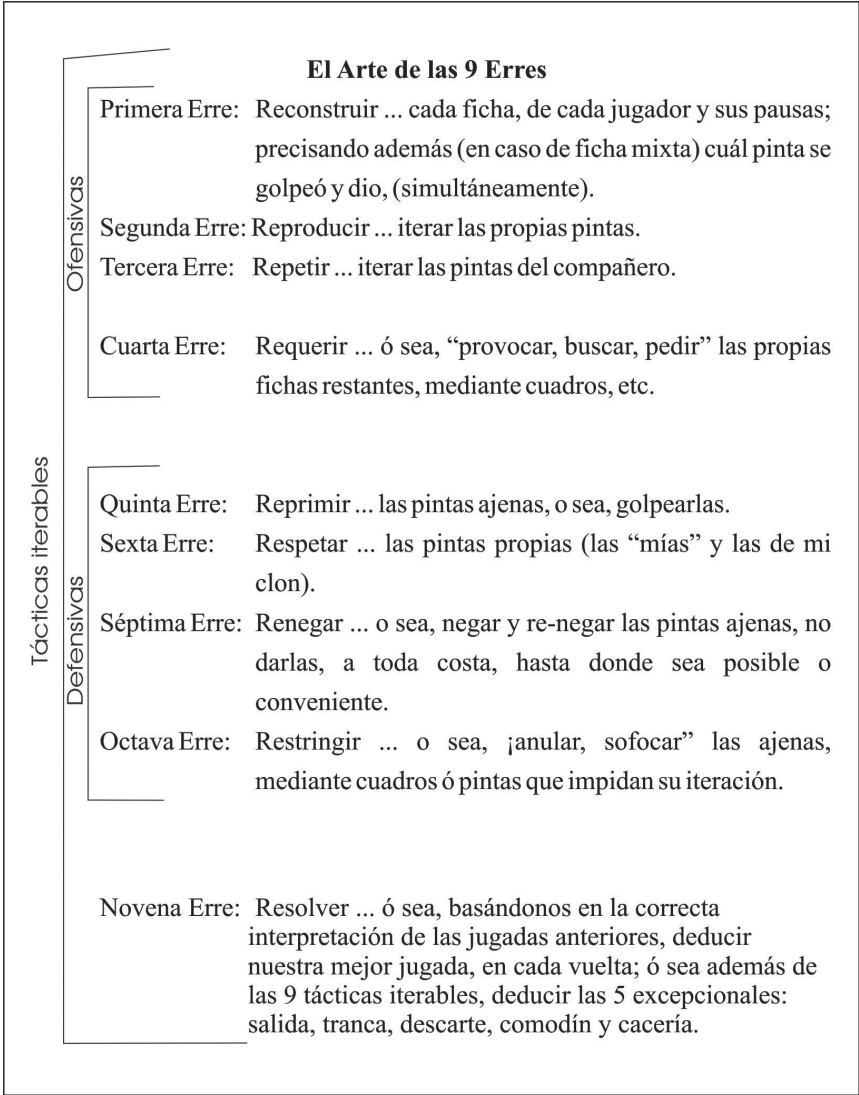 El Arte de las 9 Erres
Primera Erre: Reconstruir ... cada ficha, de cada jugador y sus pausas;
precisando además (en caso de ficha mixta) cuál pinta se
golpeó y dio, (simultáneamente).
Segunda Erre: Reproducir ... iterar las propias pintas.
Tercera Erre: Repetir ... iterar las pintas del compañero.
Cuarta Erre: Requerir ... ó sea, “provocar, buscar, pedir” las propias
fichas restantes, mediante cuadros, etc.
Ofensivas
Quinta Erre: Reprimir ... las pintas ajenas, o sea, golpearlas.
Sexta Erre: Respetar ... las pintas propias (las “mías” y las de mi
clon).
Séptima Erre: Renegar ... o sea, negar y re-negar las pintas ajenas, no
darlas, a toda costa, hasta donde sea posible o
conveniente.
Octava Erre: Restringir ... o sea, ¡anular, sofocar” las ajenas,
mediante cuadros ó pintas que impidan su iteración.
Defensivas
Tácticas iterables
Novena Erre: Resolver ... ó sea, basándonos en la correcta
interpretación de las jugadas anteriores, deducir
nuestra mejor jugada, en cada vuelta; ó sea además de
las 9 tácticas iterables, deducir las 5 excepcionales:
salida, tranca, descarte, comodín y cacería.